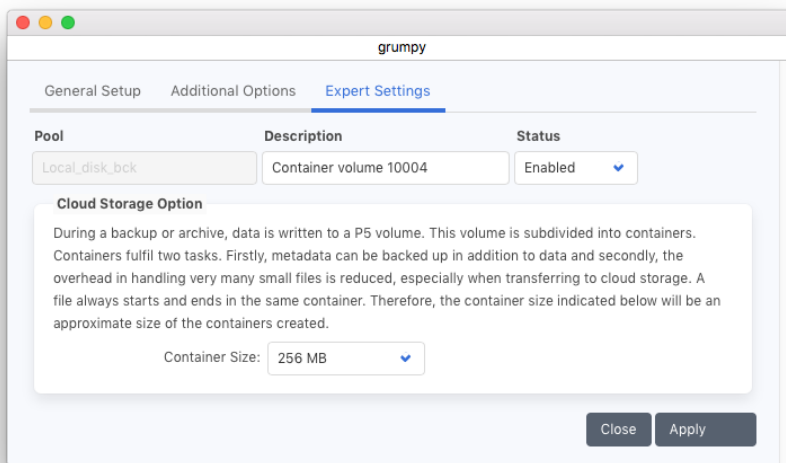 grumpy
General Setup Additional Options Expert Settings
Pool Description Status
Local_disk_bck Container volume 10004 Enabled
Cloud Storage Option
During a backup or archive, data is written to a P5 volume. This volume is subdivided into containers.
Containers fulfil two tasks. Firstly, metadata can be backed up in addition to data and secondly, the
overhead in handling very many small files is reduced, especially when transferring to cloud storage. A
file always starts and ends in the same container. Therefore, the container size indicated below will be an
approximate size of the containers created.
Container Size: 256 MB
Close Apply